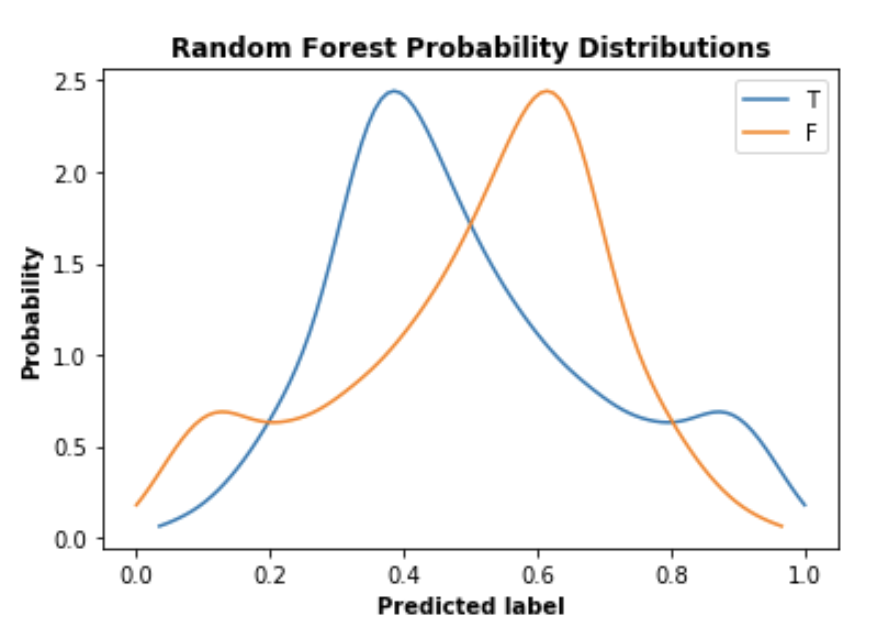 Random Forest Probability Distributions
2.5
2.0
1.5
1.0
0.5
0.0
Probability
T
F
0.0 0.2 0.4 0.6 0.8 1.0
Predicted label